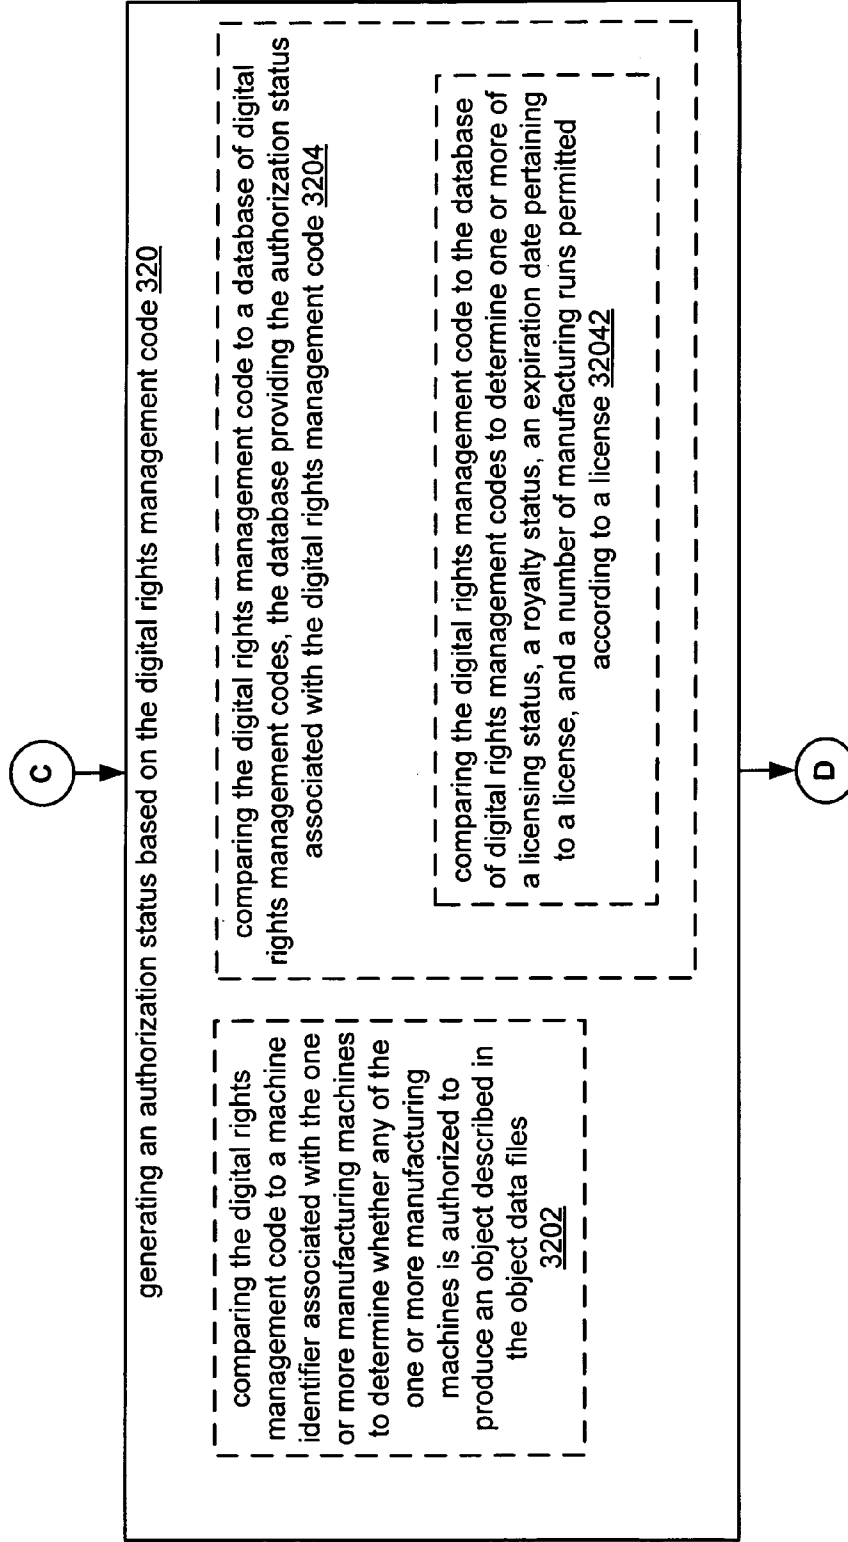 C
generating an authorization status based on the digital rights management code 320
comparing the digital rights
management code to a machine
identifier associated with the one
or more manufacturing machines
to determine whether any of the
one or more manufacturing
machines is authorized to
produce an object described in
the object data files
3202
comparing the digital rights management code to a database of digital
rights management codes, the database providing the authorization status
associated with the digital rights management code 3204
comparing the digital rights management code to the database
of digital rights management codes to determine one or more of
a licensing status, a royalty status, an expiration date pertaining
to a license, and a number of manufacturing runs permitted
according to a license 32042
D